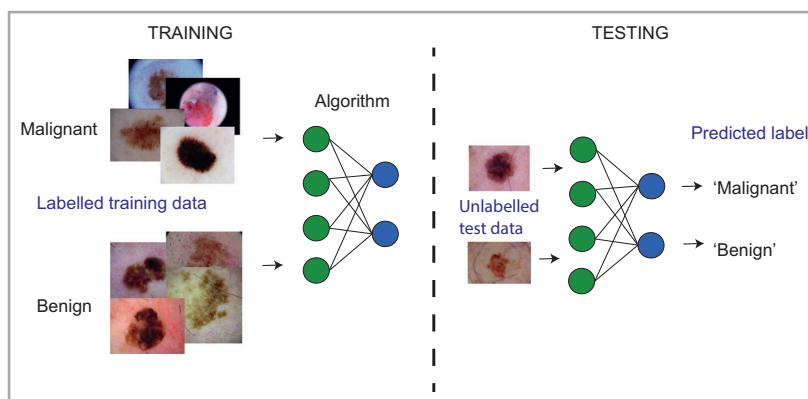 TRAINING
Malignant
Algorithm
Labelled training data
Benign
TESTING
Predicted label
Unlabelled
test data
‘Malignant’
‘Benign’